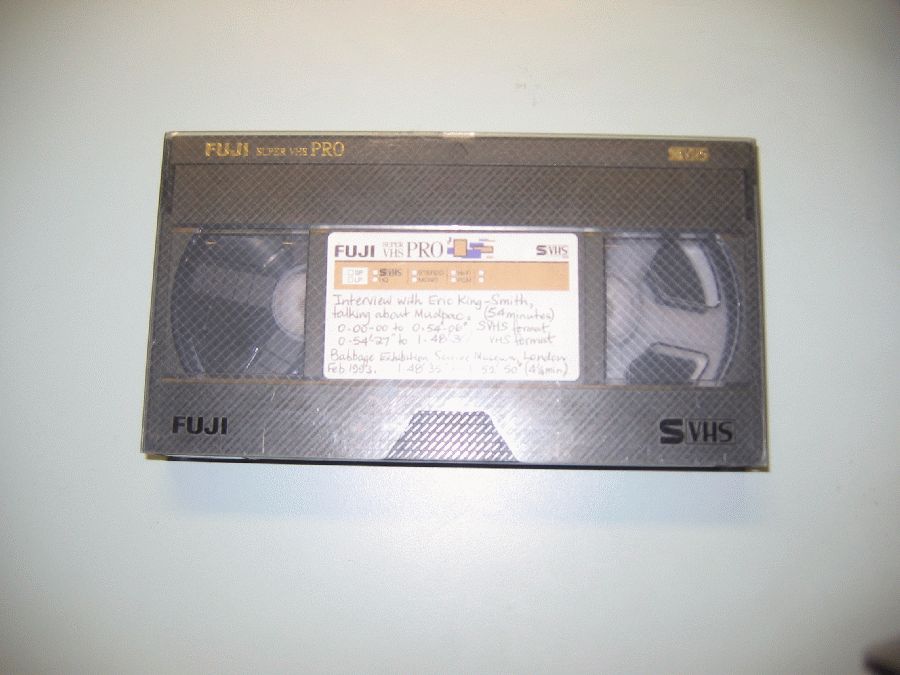 FUJI SUPER VHS PRO
FUJI SUPER VHS PRO S VHS
SP S VHS STEREO Hi-Fi
LP HQ MONO PCM
Interview with Eric King-Smith,
talking about Mudpac. (54 minutes)
0-00-00 to 0.54'.06" SVHS format,
0.54'.27" to 1.48' VHS format
Babbage Exhibition Science Museum, London
Feb. 1993. 1.48'35" 1.52'50" (4¼min)
FUJI S VHS